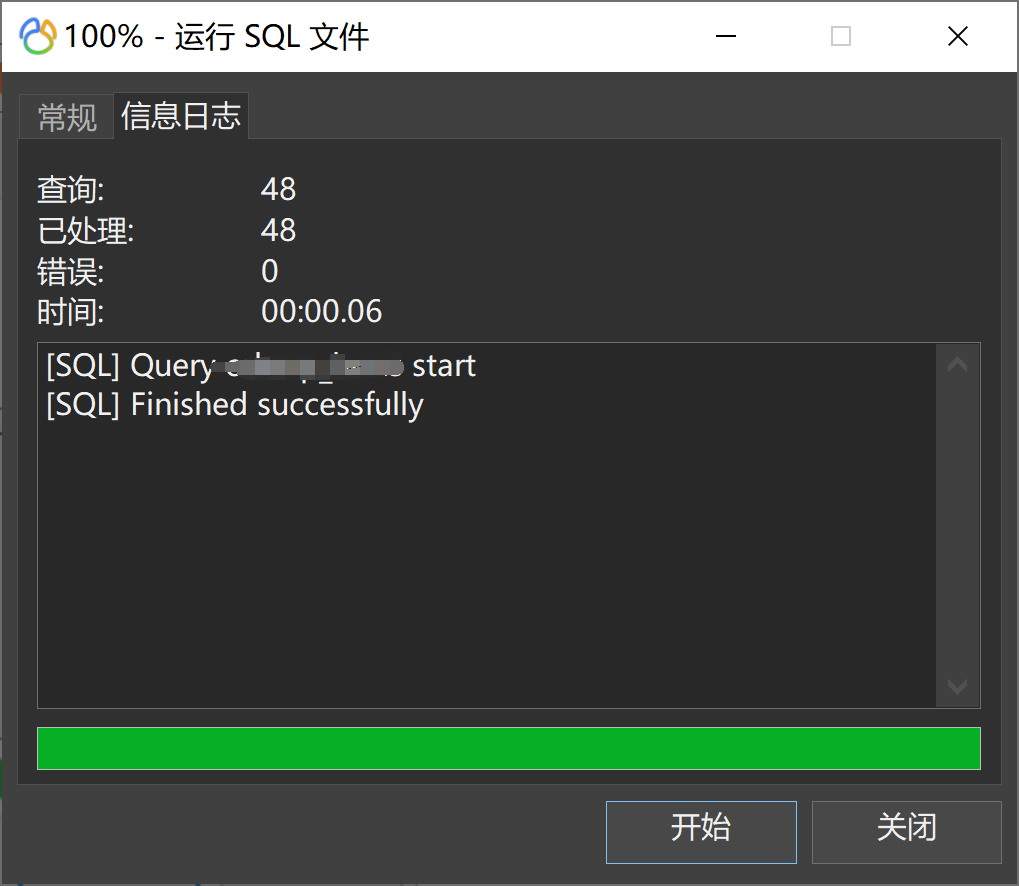 100% - 运行 SQL 文件
常规 信息日志
查询: 48
已处理: 48
错误: 0
时间: 00:00.06
[SQL] Query start
[SQL] Finished successfully
开始 关闭